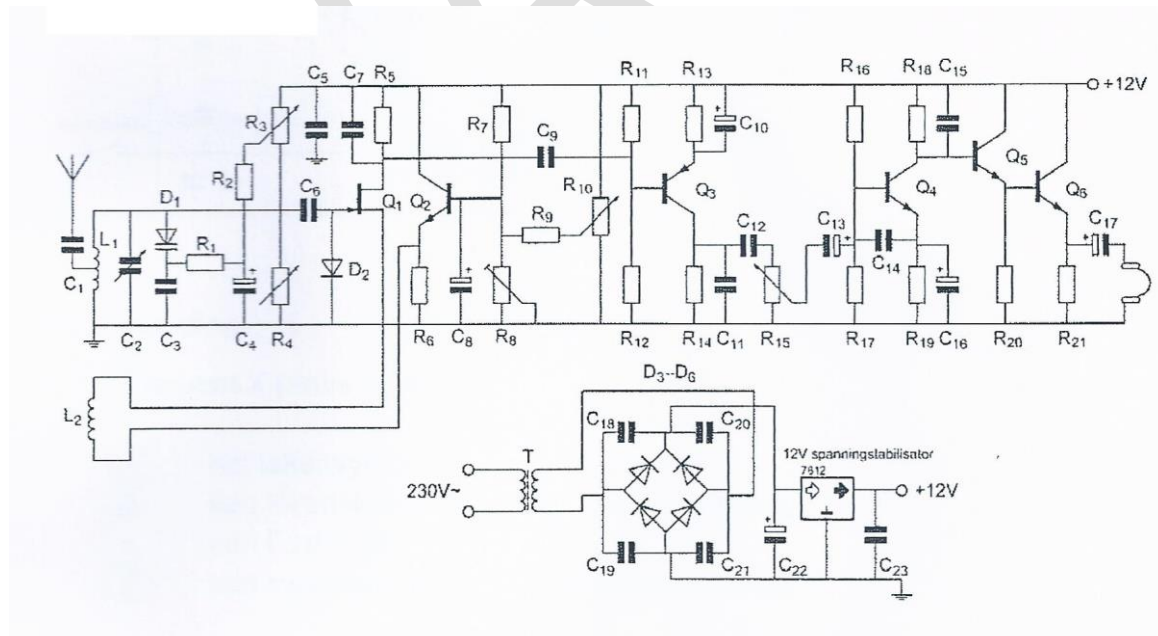 C5 C7 R5 R11 R13 R16 R18 C15 +12V
R3 R7 C9 C10
R2 Q5
D1 C6 R10 Q3 Q4 Q6
Q1 Q2
L1 R1 R9 C12 C13 C17
C1 D2 C14
C2 C3 C4 R4 R6 C8 R8 R12 R14 C11 R15 R17 R19 C16 R20 R21
L2 D3--D6
C18 C20
T 12V spanningstabilisator
230V~ 7812 +12V
C19 C21 C22 C23